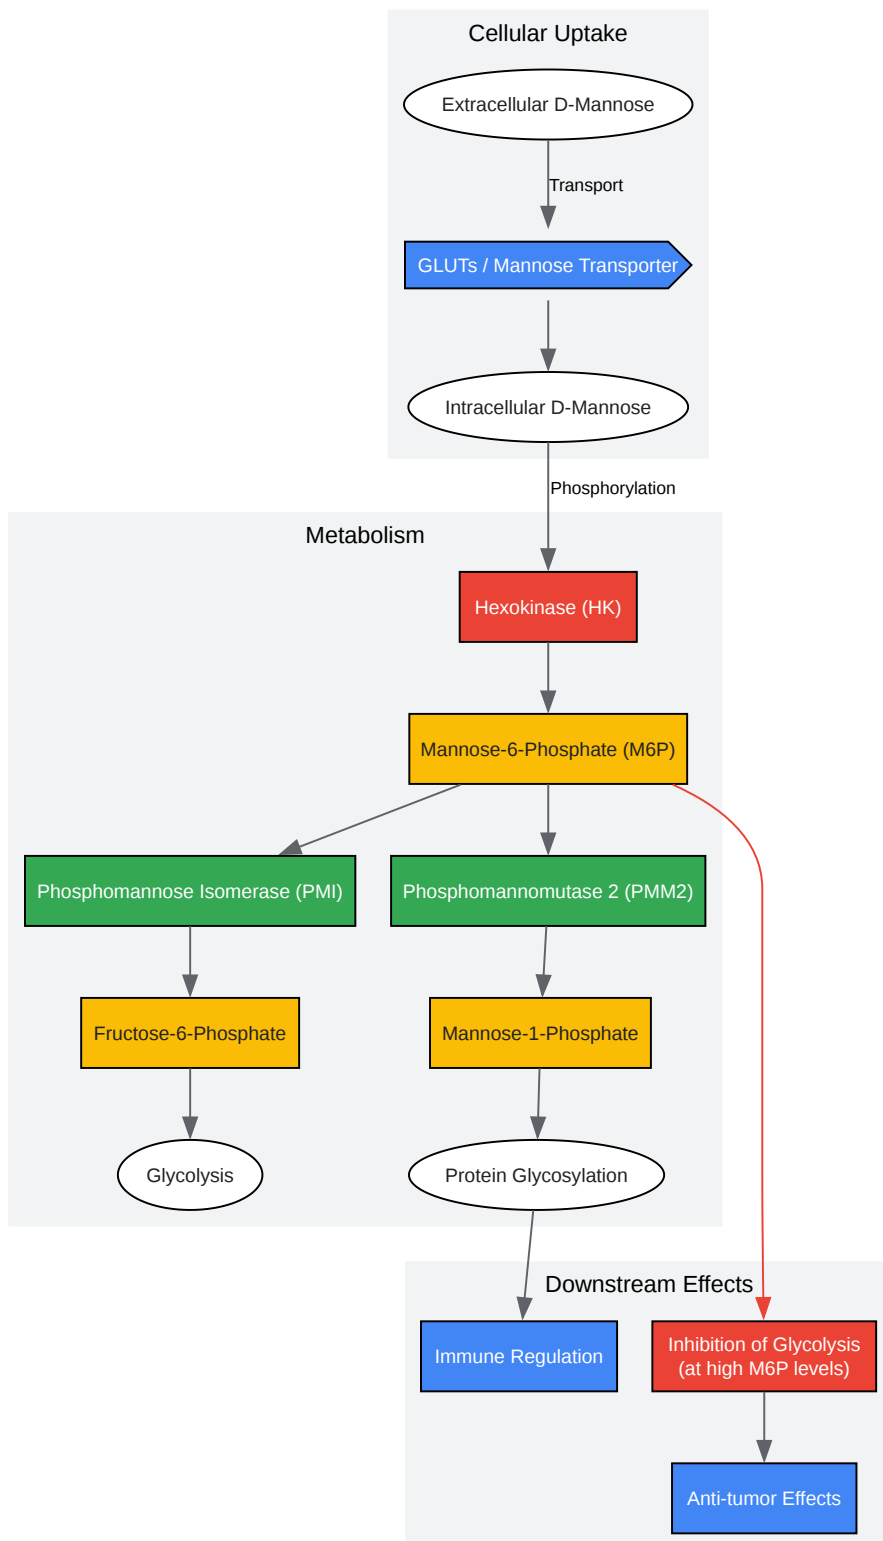 Cellular Uptake
Extracellular D-Mannose
Transport
GLUTs / Mannose Transporter
Intracellular D-Mannose
Phosphorylation
Metabolism
Hexokinase (HK)
Mannose-6-Phosphate (M6P)
Phosphomannose Isomerase (PMI)
Phosphomannomutase 2 (PMM2)
Fructose-6-Phosphate
Mannose-1-Phosphate
Glycolysis
Protein Glycosylation
Downstream Effects
Immune Regulation
Inhibition of Glycolysis
(at high M6P levels)
Anti-tumor Effects